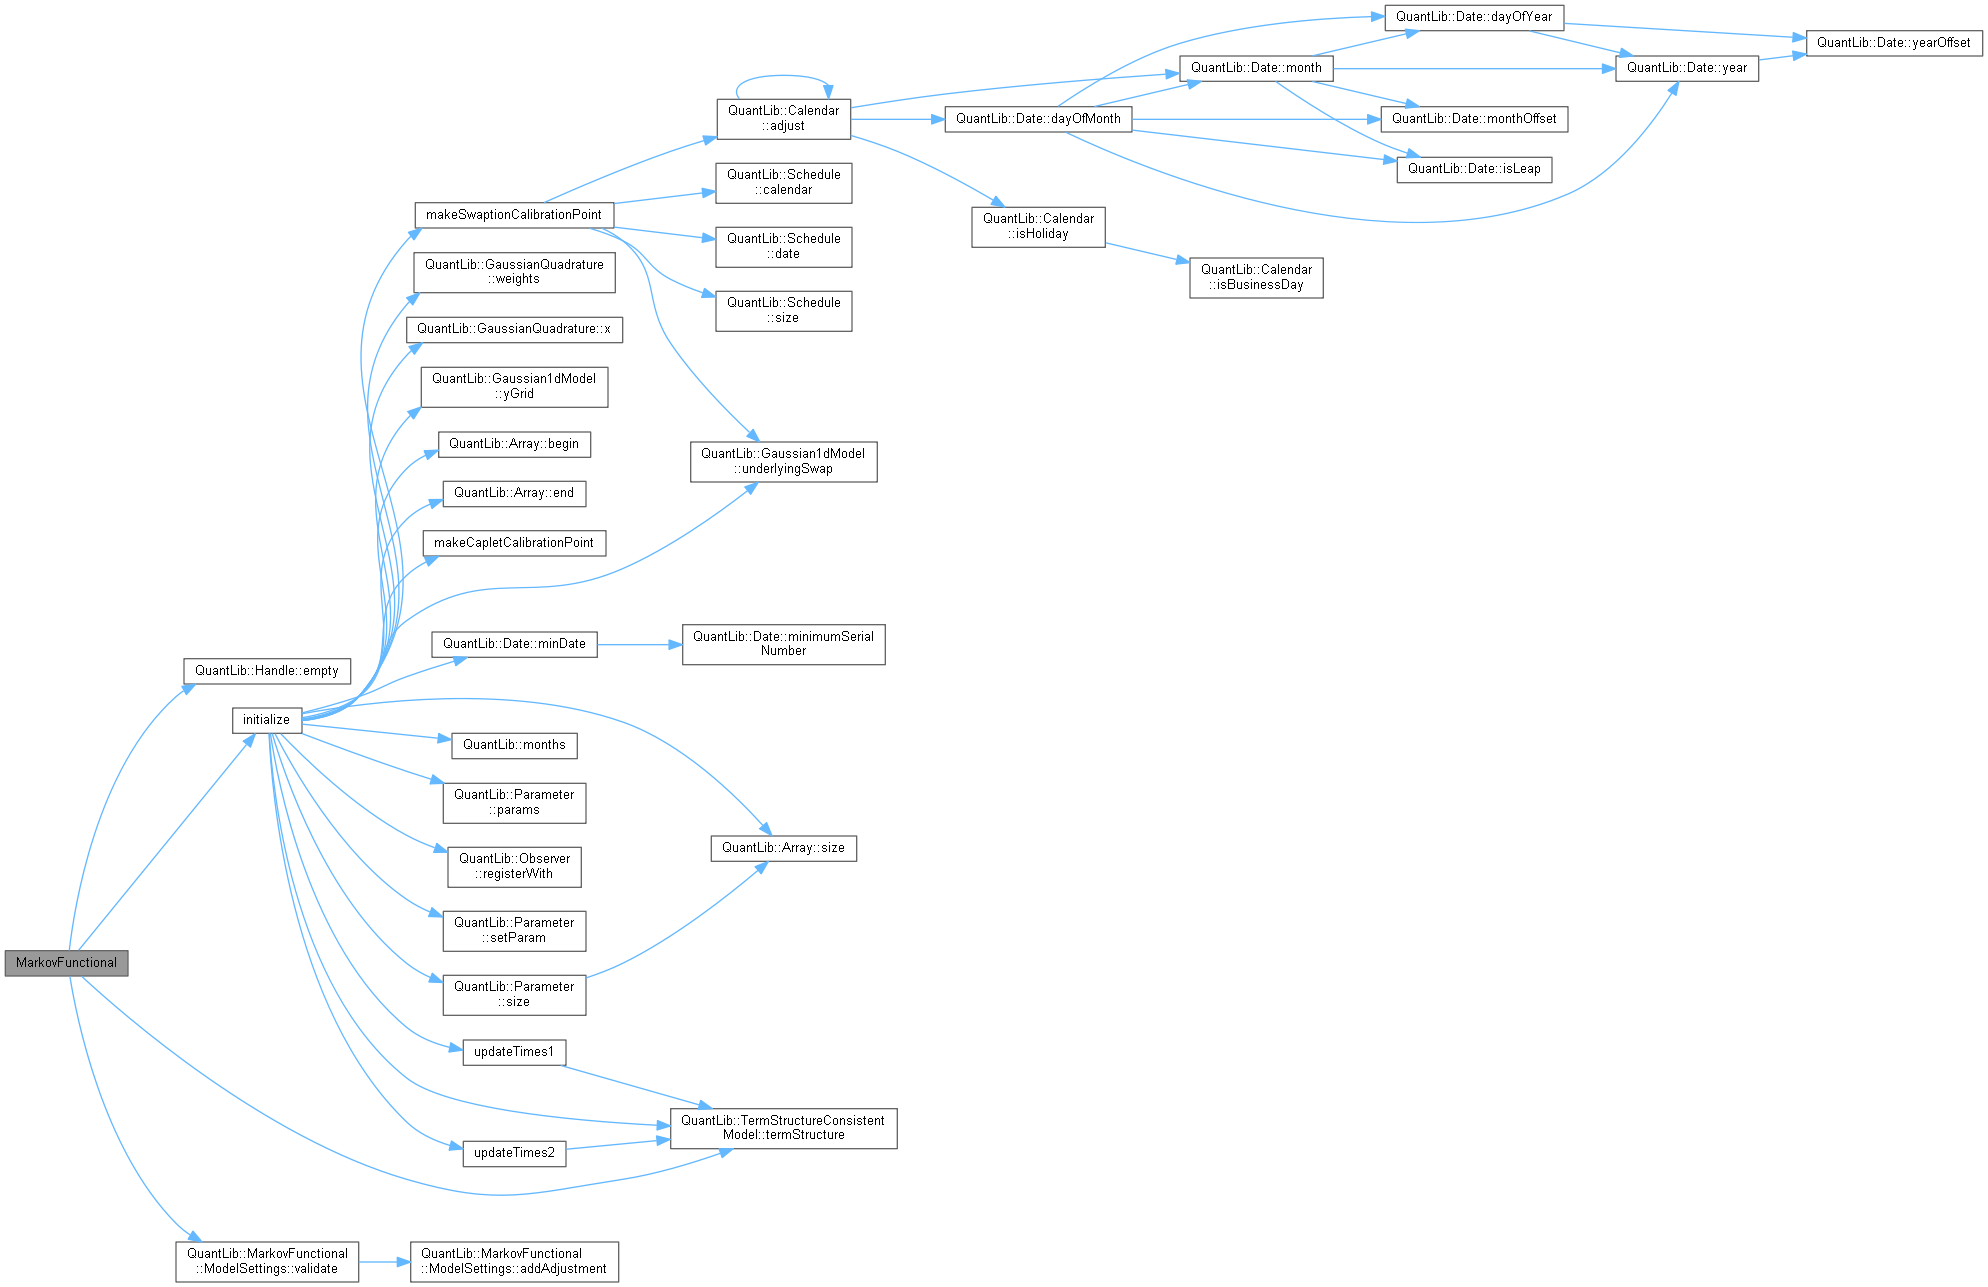 MarkovFunctional
QuantLib::Handle::empty
initialize
QuantLib::MarkovFunctional
::ModelSettings::validate
makeSwaptionCalibrationPoint
QuantLib::GaussianQuadrature
::weights
QuantLib::GaussianQuadrature::x
QuantLib::Gaussian1dModel
::yGrid
QuantLib::Array::begin
QuantLib::Array::end
makeCapletCalibrationPoint
QuantLib::Date::minDate
QuantLib::months
QuantLib::Parameter
::params
QuantLib::Observer
::registerWith
QuantLib::Parameter
::setParam
QuantLib::Parameter
::size
updateTimes1
updateTimes2
QuantLib::MarkovFunctional
::ModelSettings::addAdjustment
QuantLib::Calendar
::adjust
QuantLib::Schedule
::calendar
QuantLib::Schedule
::date
QuantLib::Schedule
::size
QuantLib::Gaussian1dModel
::underlyingSwap
QuantLib::Date::minimumSerial
Number
QuantLib::Array::size
QuantLib::TermStructureConsistent
Model::termStructure
QuantLib::Date::dayOfMonth
QuantLib::Calendar
::isHoliday
QuantLib::Date::month
QuantLib::Calendar
::isBusinessDay
QuantLib::Date::dayOfYear
QuantLib::Date::monthOffset
QuantLib::Date::isLeap
QuantLib::Date::year
QuantLib::Date::yearOffset